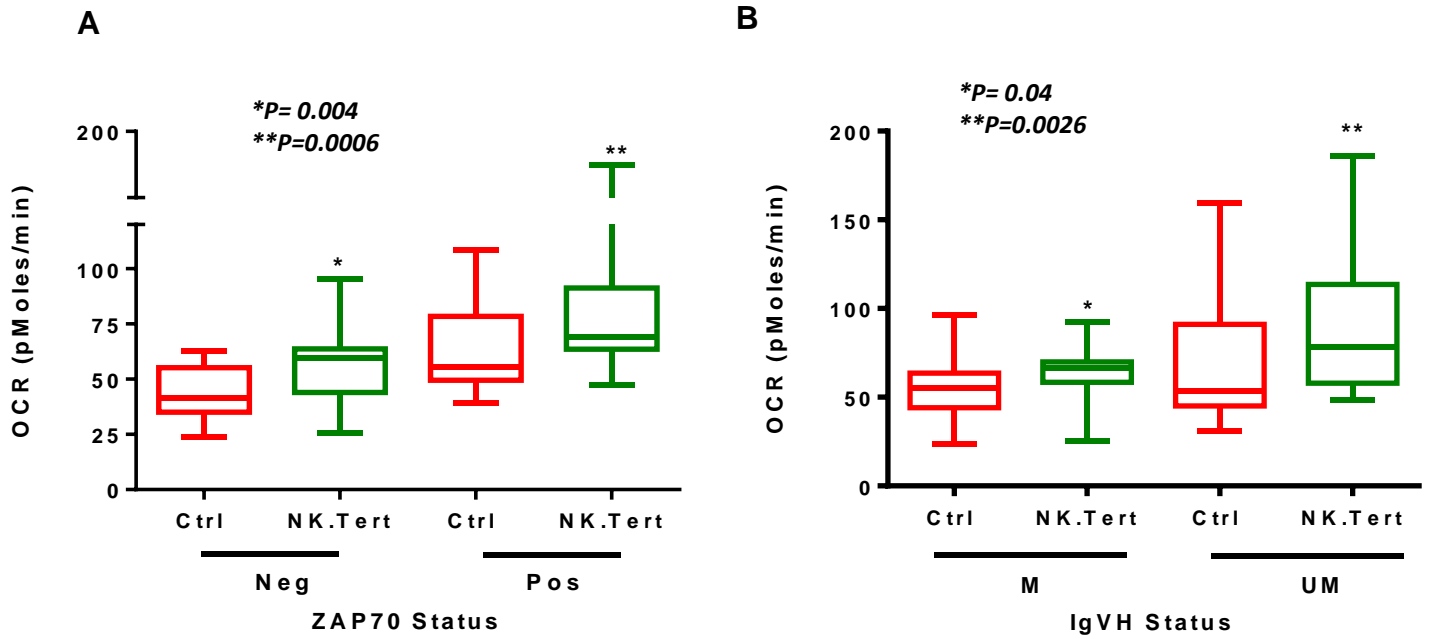 A
*P= 0.004
**P=0.0006
200
100
75
50
25
0
OCR (pMoles/min)
*
**
Ctrl NK.Tert Ctrl NK.Tert
Neg Pos
ZAP70 Status
B
*P= 0.04
**P=0.0026
200
150
100
50
0
OCR (pMoles/min)
*
**
Ctrl NK.Tert Ctrl NK.Tert
M UM
IgVH Status